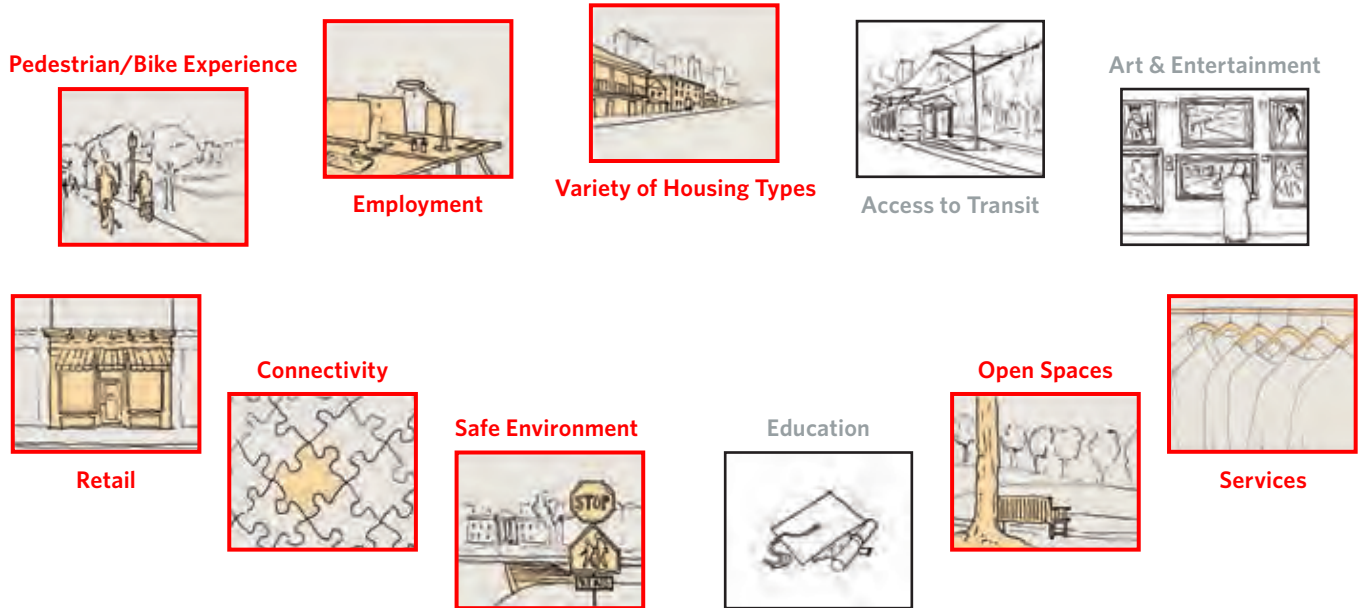 Pedestrian/Bike Experience
Employment
Variety of Housing Types
Access to Transit
Art & Entertainment
Retail
Connectivity
Safe Environment
STOP
Education
Open Spaces
Services